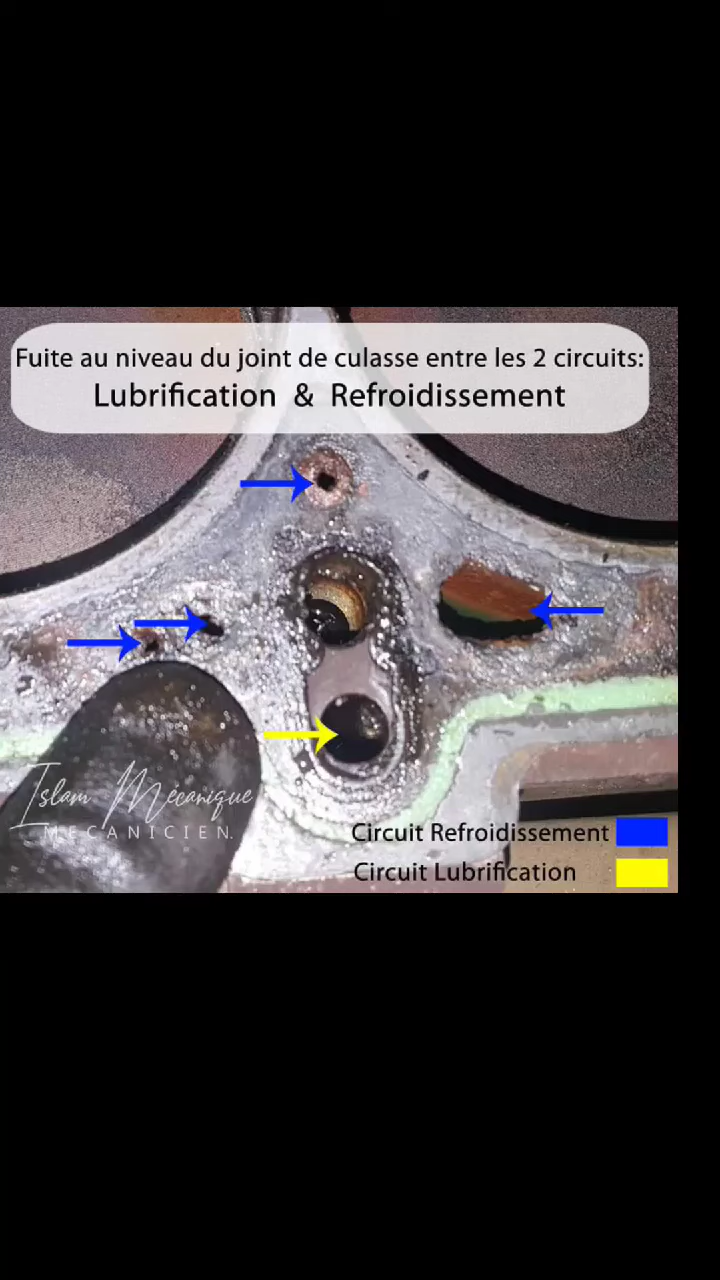 Fuite au niveau du joint de culasse entre les 2 circuits:
Lubrification & Refroidissement
Islam Mécanique
MECANICIEN.
Circuit Refroidissement
Circuit Lubrification